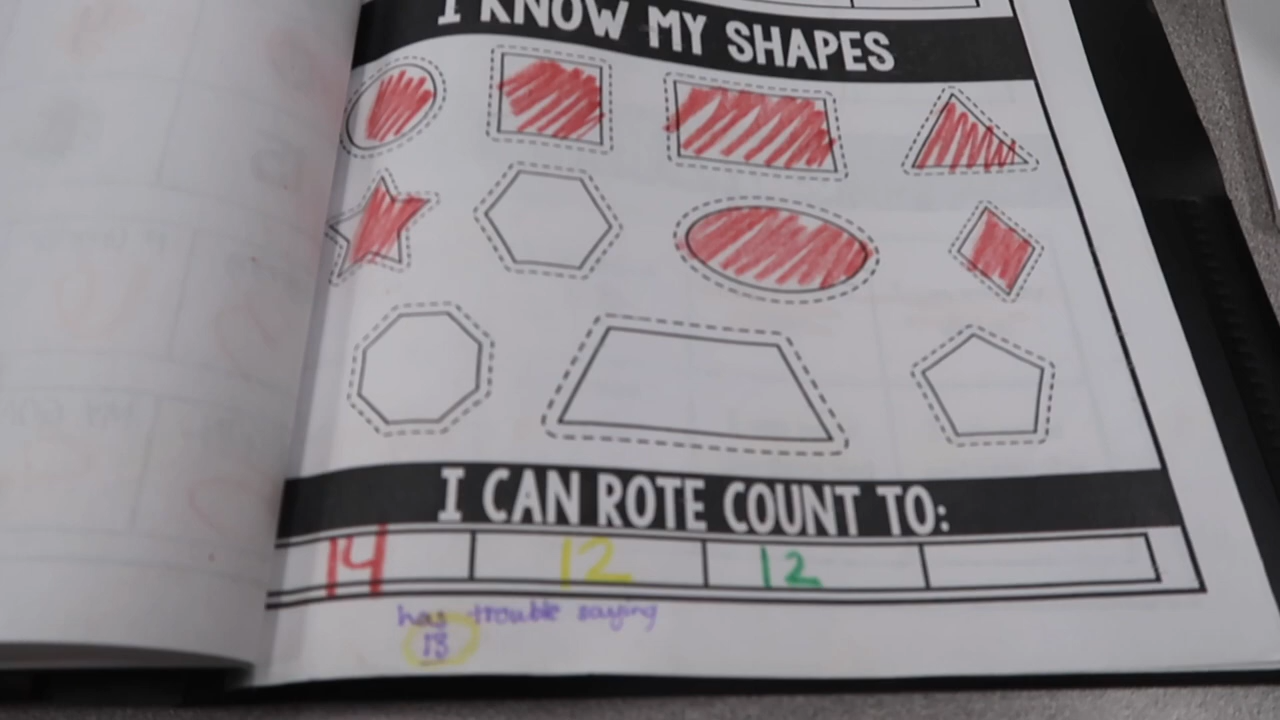 I KNOW MY SHAPES
I CAN ROTE COUNT TO:
14 12 12
has trouble saying
13